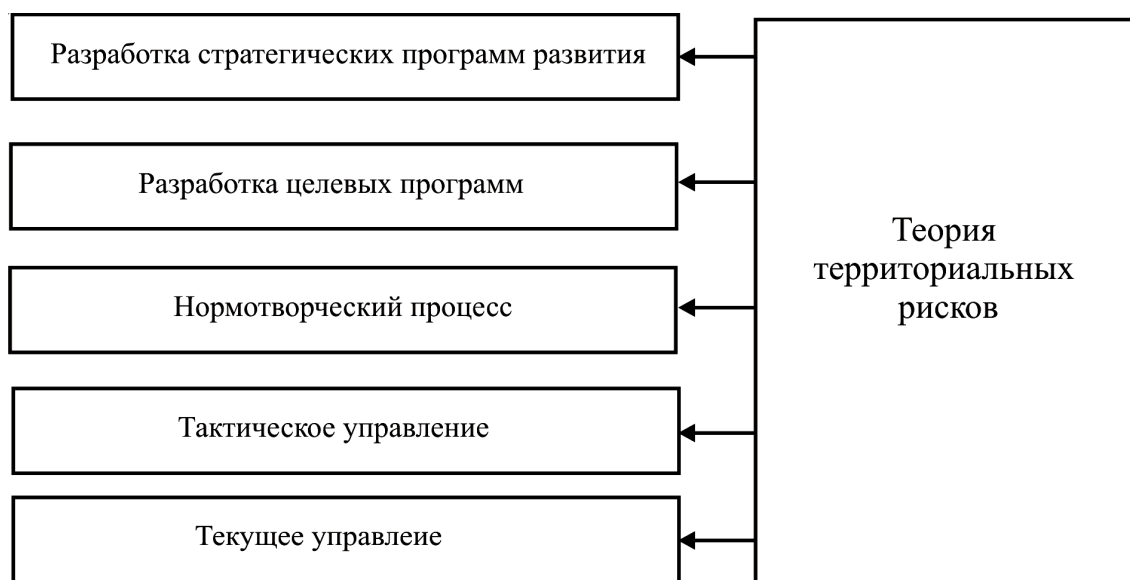 Разработка стратегических программ развития
Разработка целевых программ
Нормотворческий процесс
Тактическое управление
Текущее управлеие
Теория
территориальных
рисков